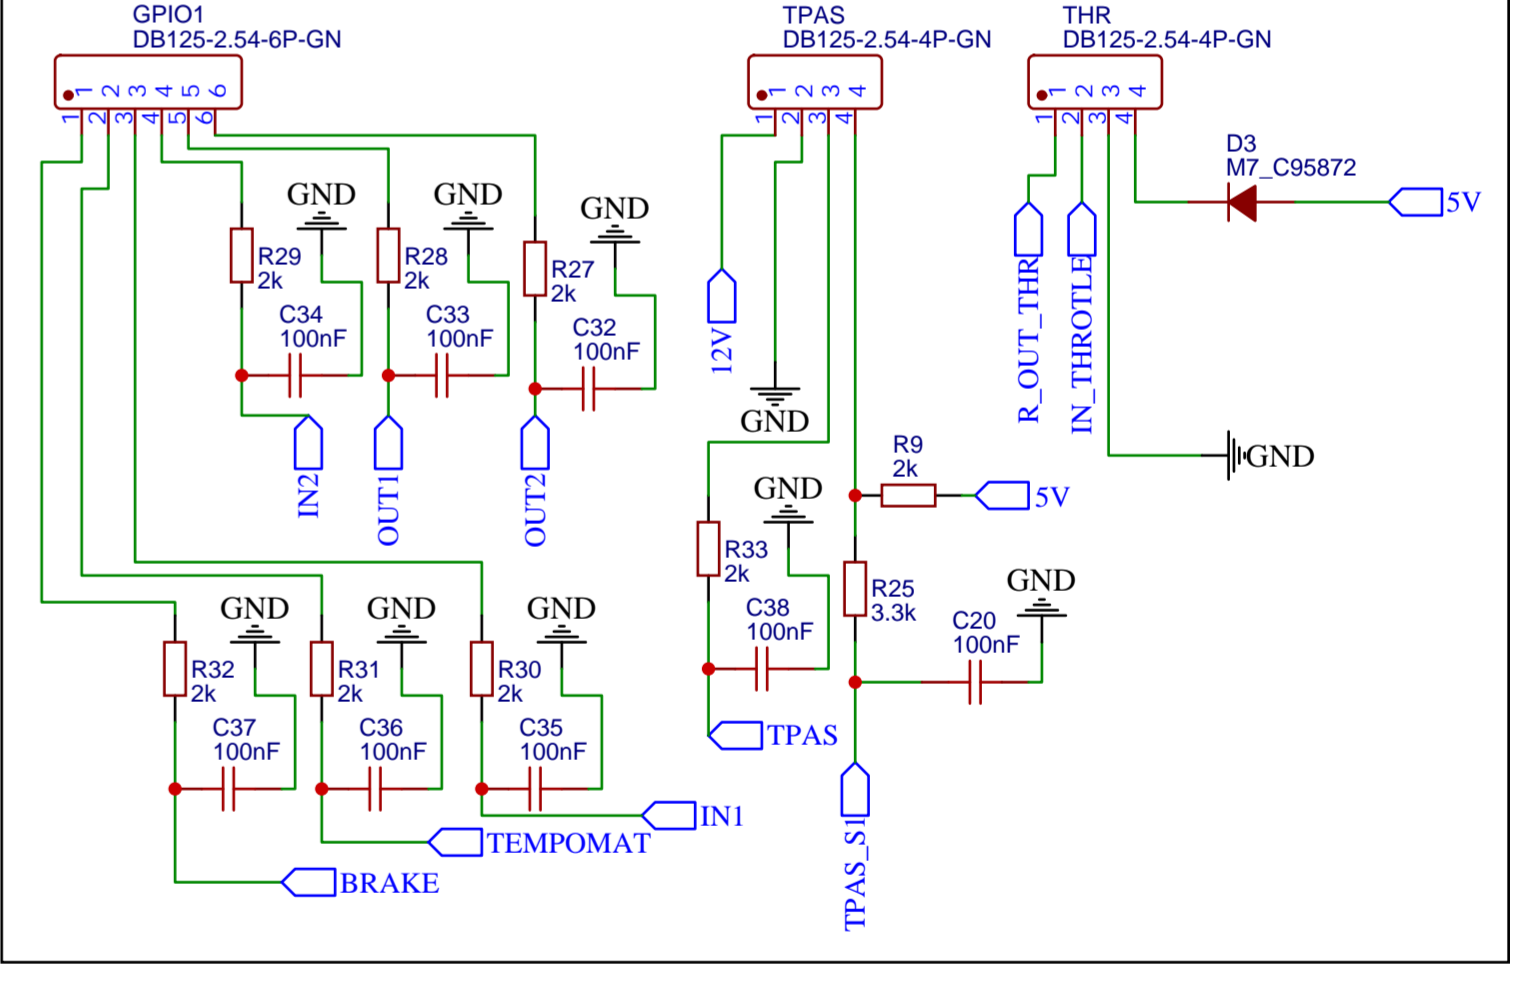 GPIO1
DB125-2.54-6P-GN
1 2 3 4 5 6
1 2 3 4 5 6
TPAS
DB125-2.54-4P-GN
1 2 3 4
1 2 3 4
THR
DB125-2.54-4P-GN
1 2 3 4
1 2 3 4
D3
M7_C95872
5V
GND
GND
GND
R29
2k
R28
2k
R27
2k
C34
100nF
C33
100nF
C32
100nF
IN2
OUT1
OUT2
12V
GND
R_OUT_THR
IN_THROTLE
GND
R9
2k
5V
GND
R33
2k
R25
3.3k
GND
C38
100nF
C20
100nF
TPAS
TPAS_S1
GND
GND
GND
R32
2k
R31
2k
R30
2k
C37
100nF
C36
100nF
C35
100nF
IN1
TEMPOMAT
BRAKE